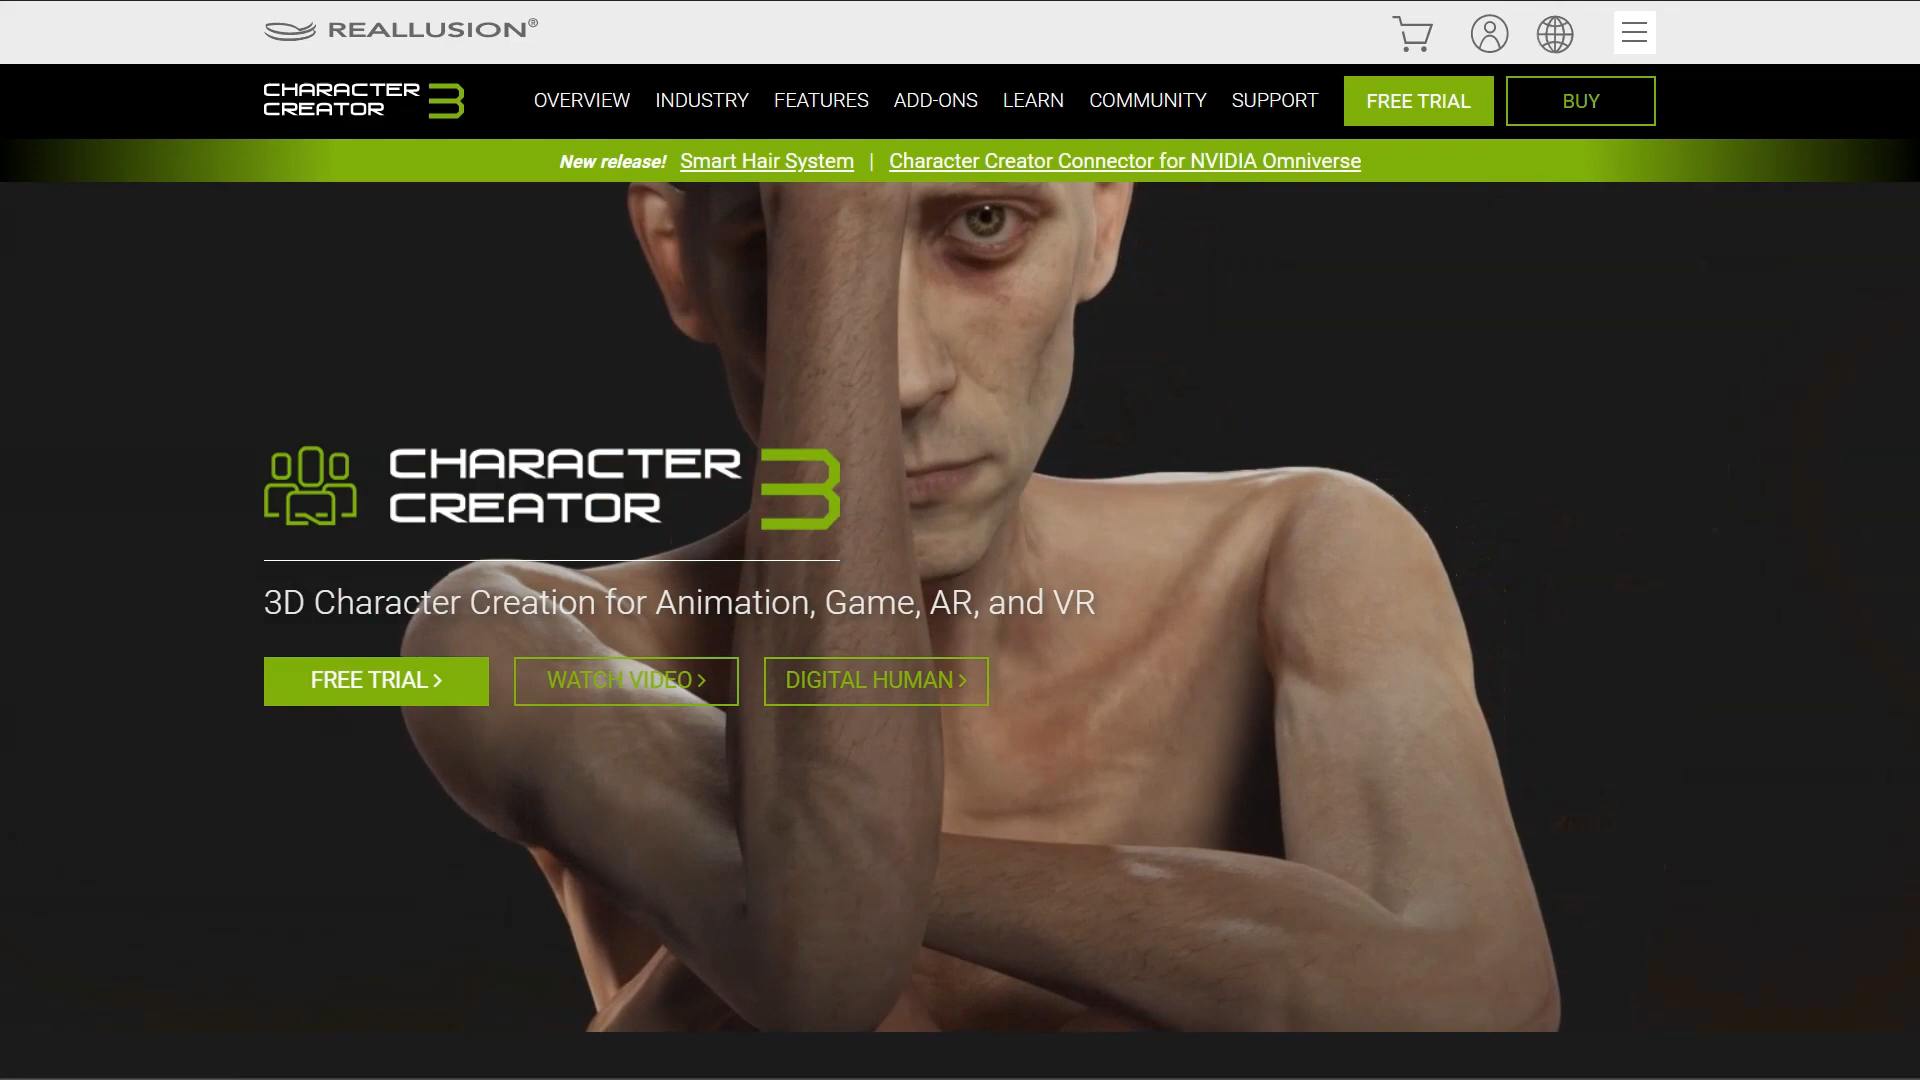 REALLUSION®
CHARACTER CREATOR 3
OVERVIEW INDUSTRY FEATURES ADD-ONS LEARN COMMUNITY SUPPORT FREE TRIAL BUY
New release! Smart Hair System | Character Creator Connector for NVIDIA Omniverse
CHARACTER
CREATOR 3
3D Character Creation for Animation, Game, AR, and VR
FREE TRIAL › WATCH VIDEO › DIGITAL HUMAN ›